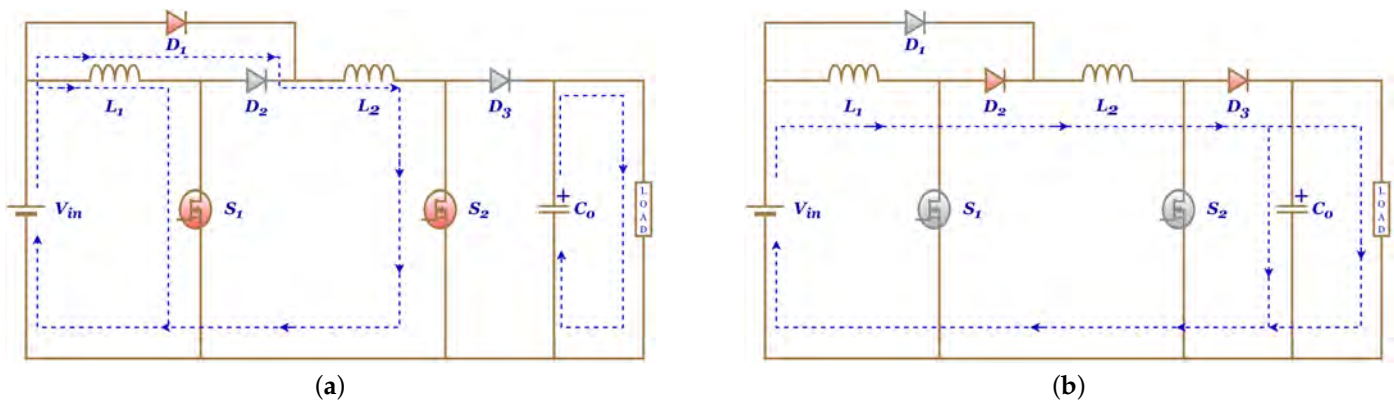 D1
L1
D2
L2
D3
Vin
S1
S2
+
Co
LOAD
(a)
D1
L1
D2
L2
D3
Vin
S1
S2
+
Co
LOAD
(b)